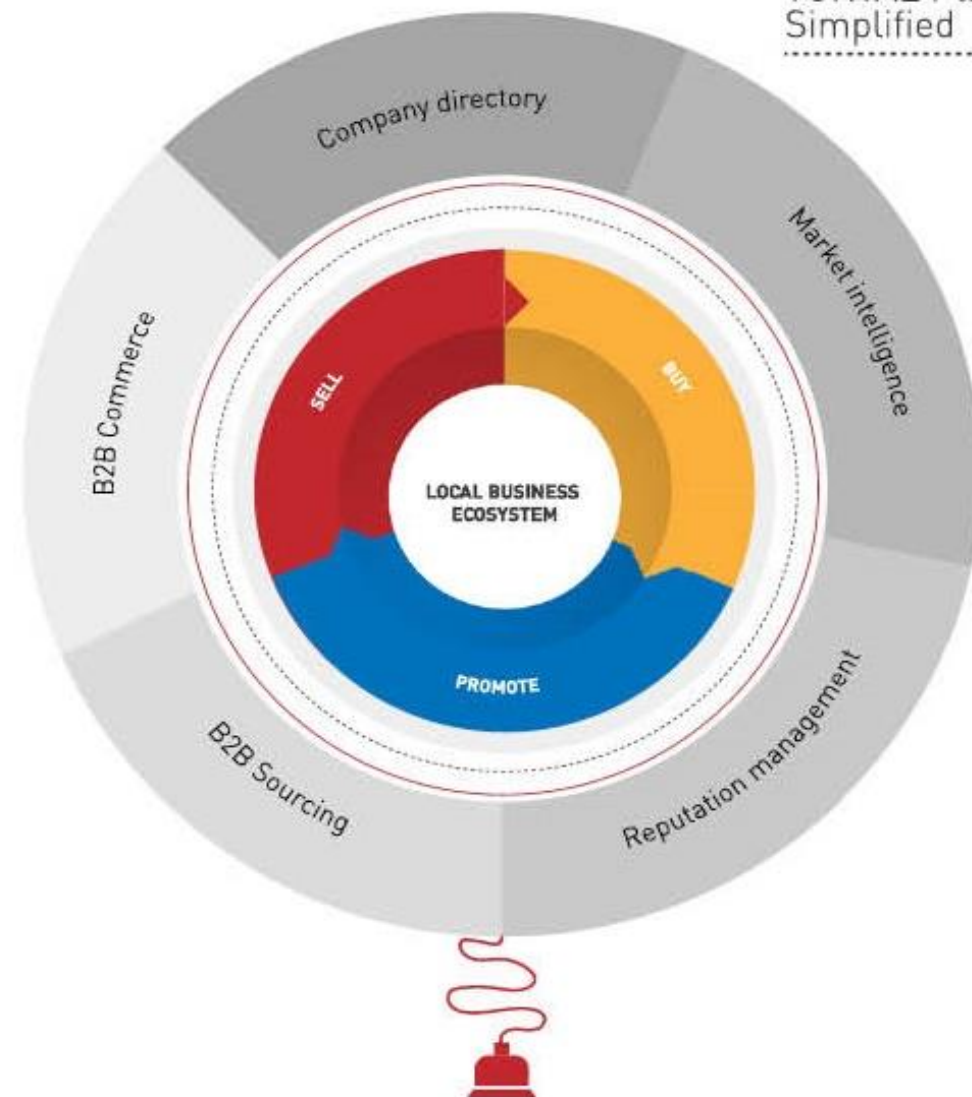 Simplified
Company directory
Market intelligence
B2B Commerce
SELL
BUY
LOCAL BUSINESS
ECOSYSTEM
PROMOTE
B2B Sourcing
Reputation management